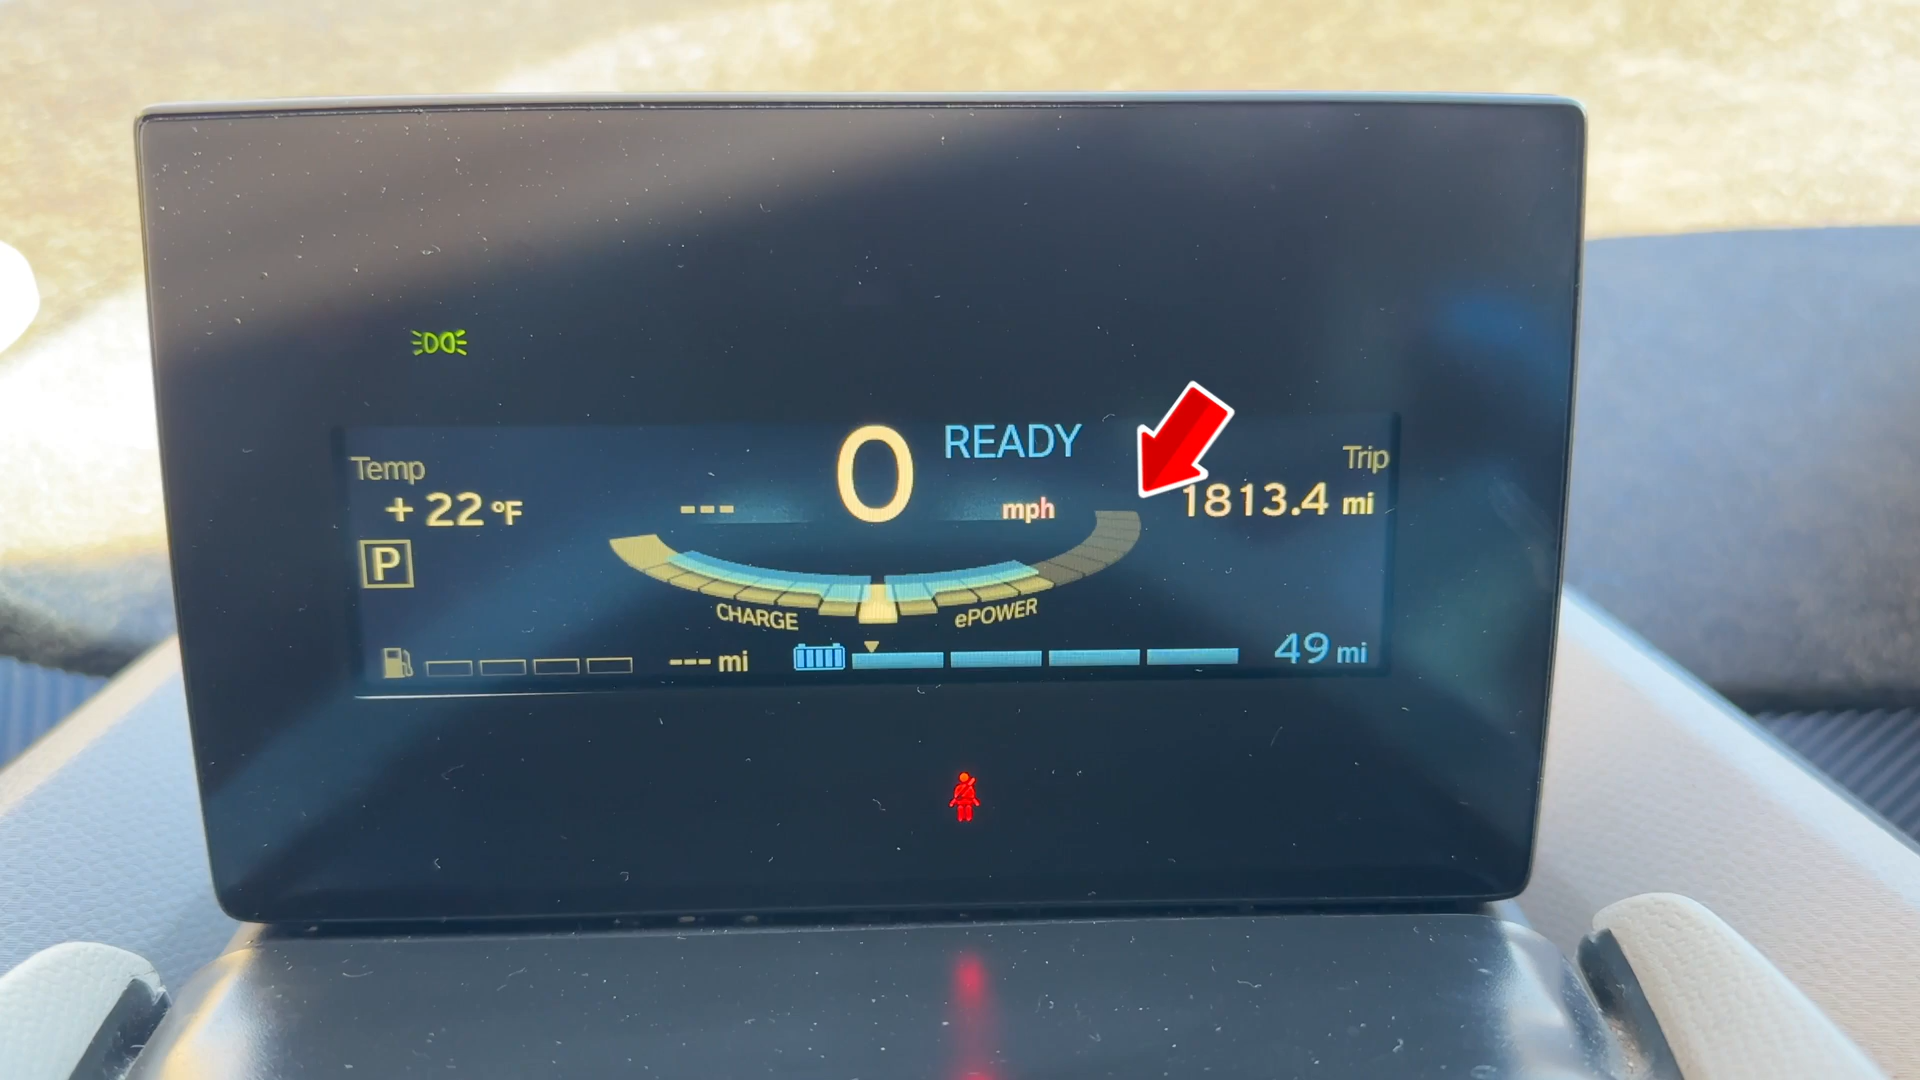 READY
0
Temp
+ 22 °F
---
mph
Trip
1813.4 mi
P
CHARGE
ePOWER
--- mi
49 mi